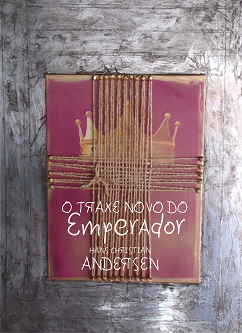 O TRAXE NOVO DO
EmperAdor
HANS CHRISTIAN
ANDERSEN